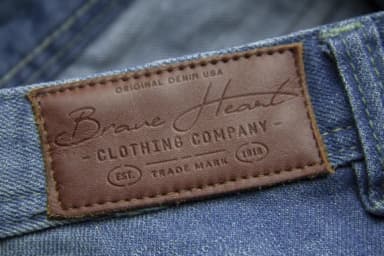 ORIGINAL DENIM USA
Brave Heart
- CLOTHING COMPANY -
EST. TRADE MARK 1918